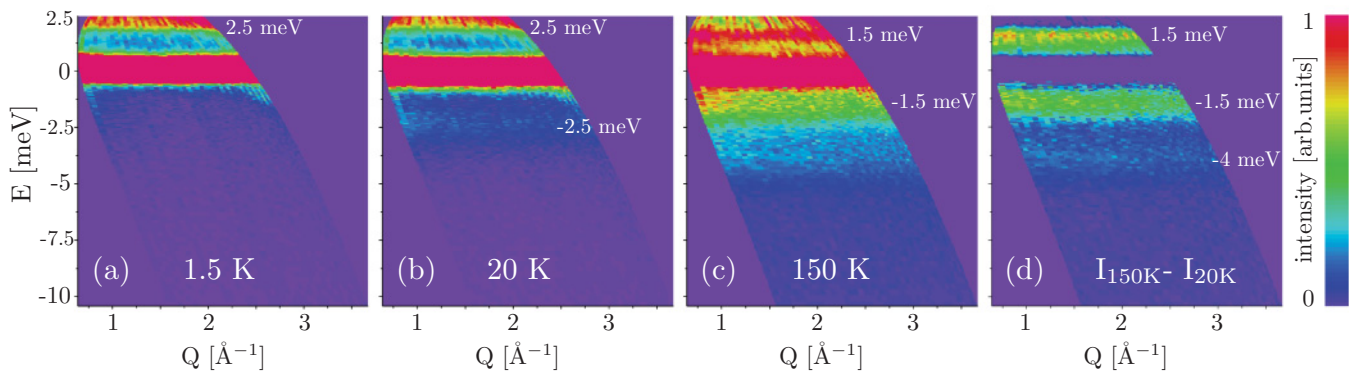 2.5 meV
2.5 meV
1.5 meV
1.5 meV
-1.5 meV
-1.5 meV
-2.5 meV
-4 meV
2.5
0
-2.5
-5
-7.5
-10
E [meV]
(a) 1.5 K
(b) 20 K
(c) 150 K
(d) I150K- I20K
1 2 3
1 2 3
1 2 3
1 2 3
Q [Å−1]
Q [Å−1]
Q [Å−1]
Q [Å−1]
1
0
intensity [arb.units]